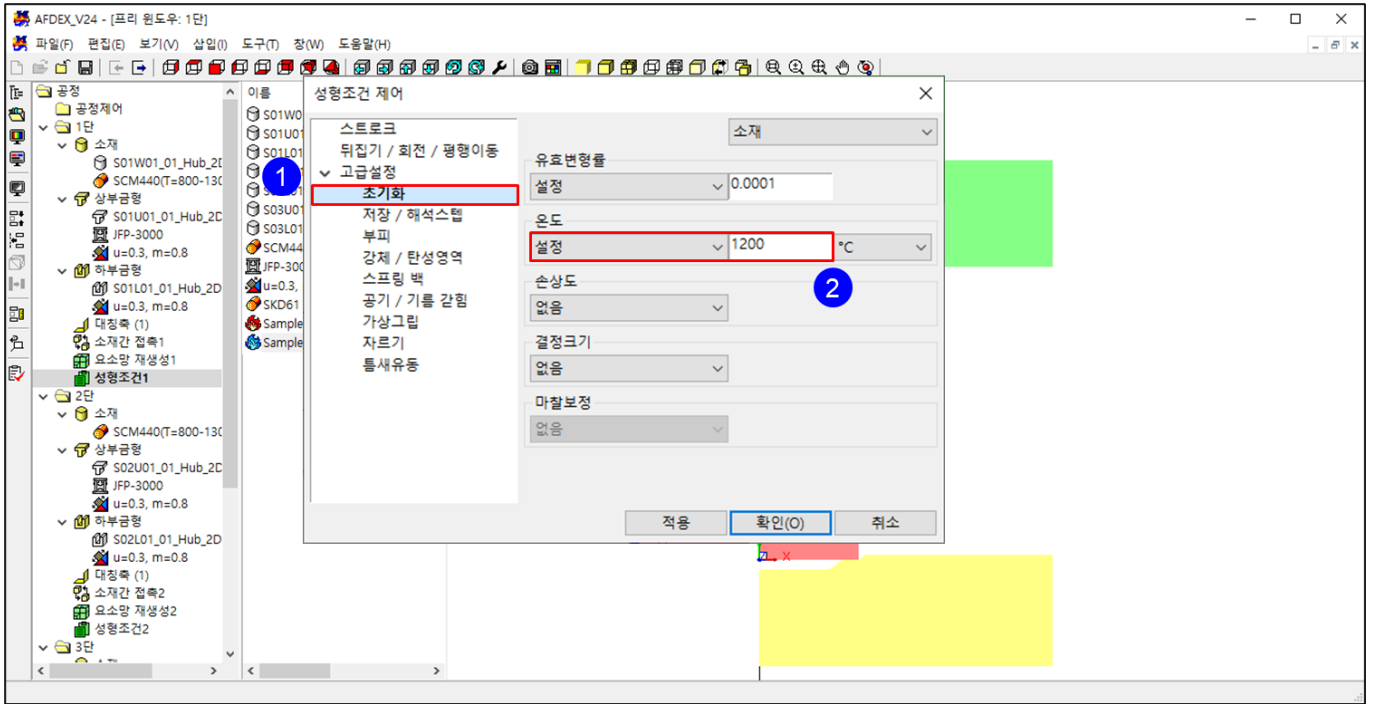 AFDEX_V24 - [프리 윈도우: 1단]
파일(F) 편집(E) 보기(V) 삽입(I) 도구(T) 창(W) 도움말(H)
공정
공정제어
1단
소재
S01W01_01_Hub_2D
SCM440(T=800-130
상부금형
S01U01_01_Hub_2D
JFP-3000
u=0.3, m=0.8
하부금형
S01L01_01_Hub_2D
u=0.3, m=0.8
대칭축 (1)
소재간 접촉1
요소망 재생성1
성형조건1
2단
소재
SCM440(T=800-130
상부금형
S02U01_01_Hub_2D
JFP-3000
u=0.3, m=0.8
하부금형
S02L01_01_Hub_2D
u=0.3, m=0.8
대칭축 (1)
소재간 접촉2
요소망 재생성2
성형조건2
3단
이름
S01W0
S01U01
S01L01
S03U01
S03L01
SCM44
JFP-300
u=0.3,
SKD61
Sample
Sample
성형조건 제어
스트로크
뒤집기 / 회전 / 평행이동
고급설정
1
초기화
저장 / 해석스텝
부피
강체 / 탄성영역
스프링 백
공기 / 기름 갇힘
가상그립
자르기
틈새유동
소재
유효변형률
설정 0.0001
온도
설정 1200 °C
2
손상도
없음
결정크기
없음
마찰보정
없음
적용 확인(O) 취소
X